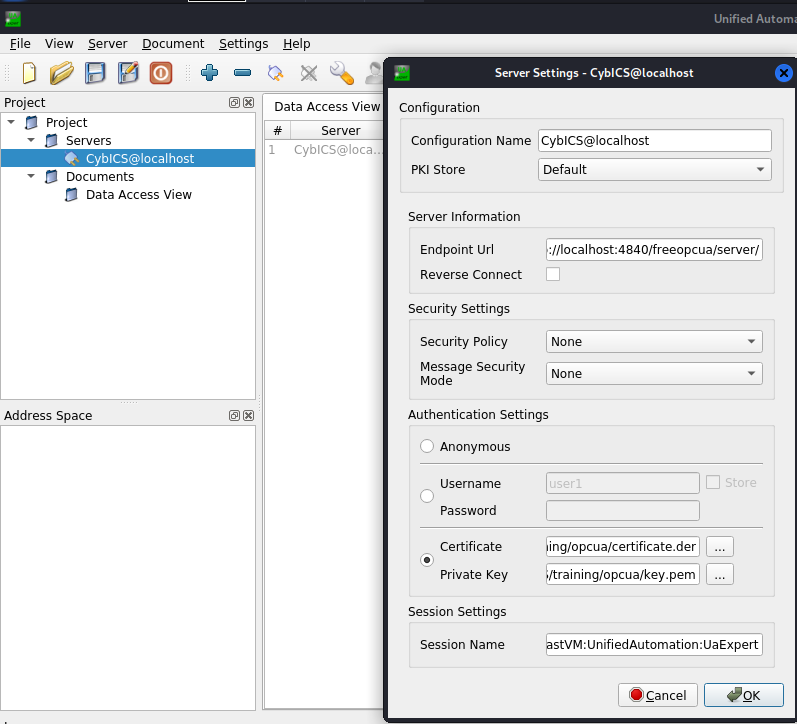 Unified Automa
File View Server Document Settings Help
Project
Project
Servers
CybICS@localhost
Documents
Data Access View
Address Space
Data Access View
# Server
1 CybICS@loca...
Server Settings - CybICS@localhost
Configuration
Configuration Name CybICS@localhost
PKI Store Default
Server Information
Endpoint Url ://localhost:4840/freeopcua/server/
Reverse Connect
Security Settings
Security Policy None
Message Security
Mode None
Authentication Settings
Anonymous
Username user1 Store
Password
Certificate ning/opcua/certificate.der ...
Private Key /training/opcua/key.pem ...
Session Settings
Session Name astVM:UnifiedAutomation:UaExpert
Cancel OK